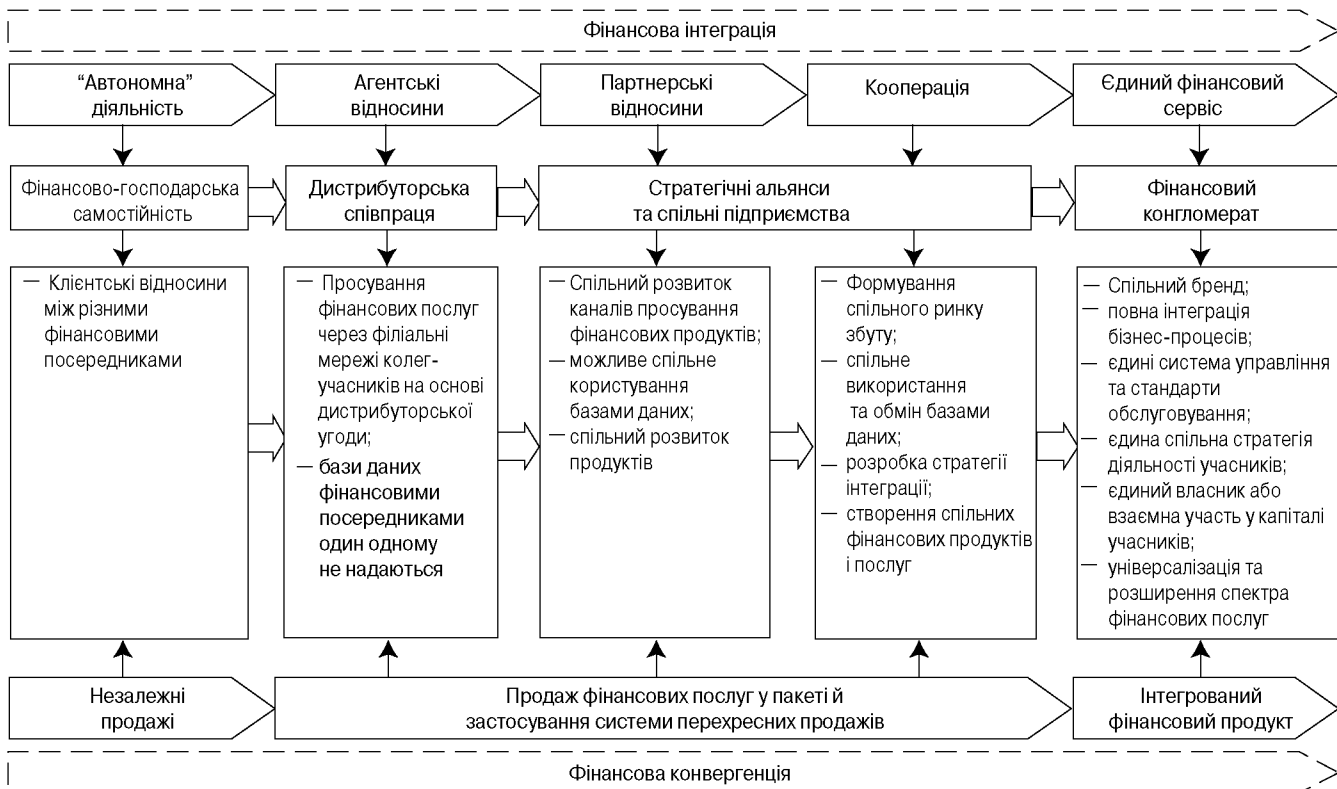 Фінансова інтеграція
“Автономна”
діяльність
Агентські
відносини
Партнерські
відносини
Кооперація
Єдиний фінансовий
сервіс
Фінансово-господарська
самостійність
Дистрибуторська
співпраця
Стратегічні альянси
та спільні підприємства
Фінансовий
конгломерат
— Клієнтські відносини
між різними
фінансовими
посередниками
— Просування
фінансових послуг
через філіальні
мережі колег-
учасників на основі
дистрибуторської
угоди;
— бази даних
фінансовими
посередниками
один одному
не надаються
— Спільний розвиток
каналів просування
фінансових продуктів;
— можливе спільне
користування
базами даних;
— спільний розвиток
продуктів
— Формування
спільного ринку
збуту;
— спільне
використання
та обмін базами
даних;
— розробка стратегії
інтеграції;
— створення спільних
фінансових продуктів
і послуг
— Спільний бренд;
— повна інтеграція
бізнес-процесів;
— єдині система управління
та стандарти
обслуговування;
— єдина спільна стратегія
діяльності учасників;
— єдиний власник або
взаємна участь у капіталі
учасників;
— універсалізація та
розширення спектра
фінансових послуг
Незалежні
продажі
Продаж фінансових послуг у пакеті й
застосування системи перехресних продажів
Інтегрований
фінансовий продукт
Фінансова конвергенція